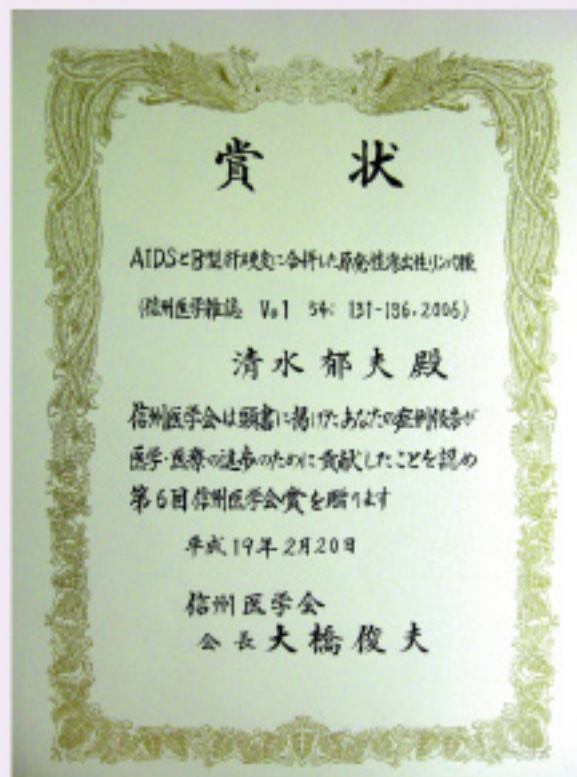 賞 状
AIDSとB型肝硬変に合併した原発性滲出性リンパ腫
(信州医学雑誌 Vol 54: 131-136, 2006)
清水郁夫殿
信州医学会は頭書に掲げたあなたの症例報告が
医学・医療の進歩のために貢献したことを認め
第6回信州医学会賞を贈ります
平成19年2月20日
信州医学会
会長 大橋俊夫